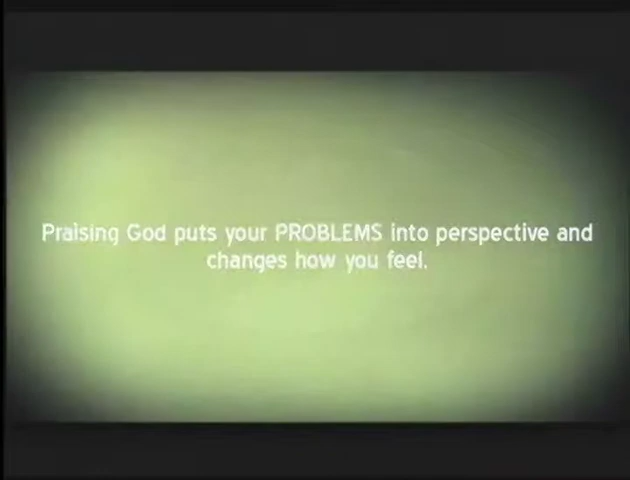 Praising God puts your PROBLEMS into perspective and
changes how you feel.